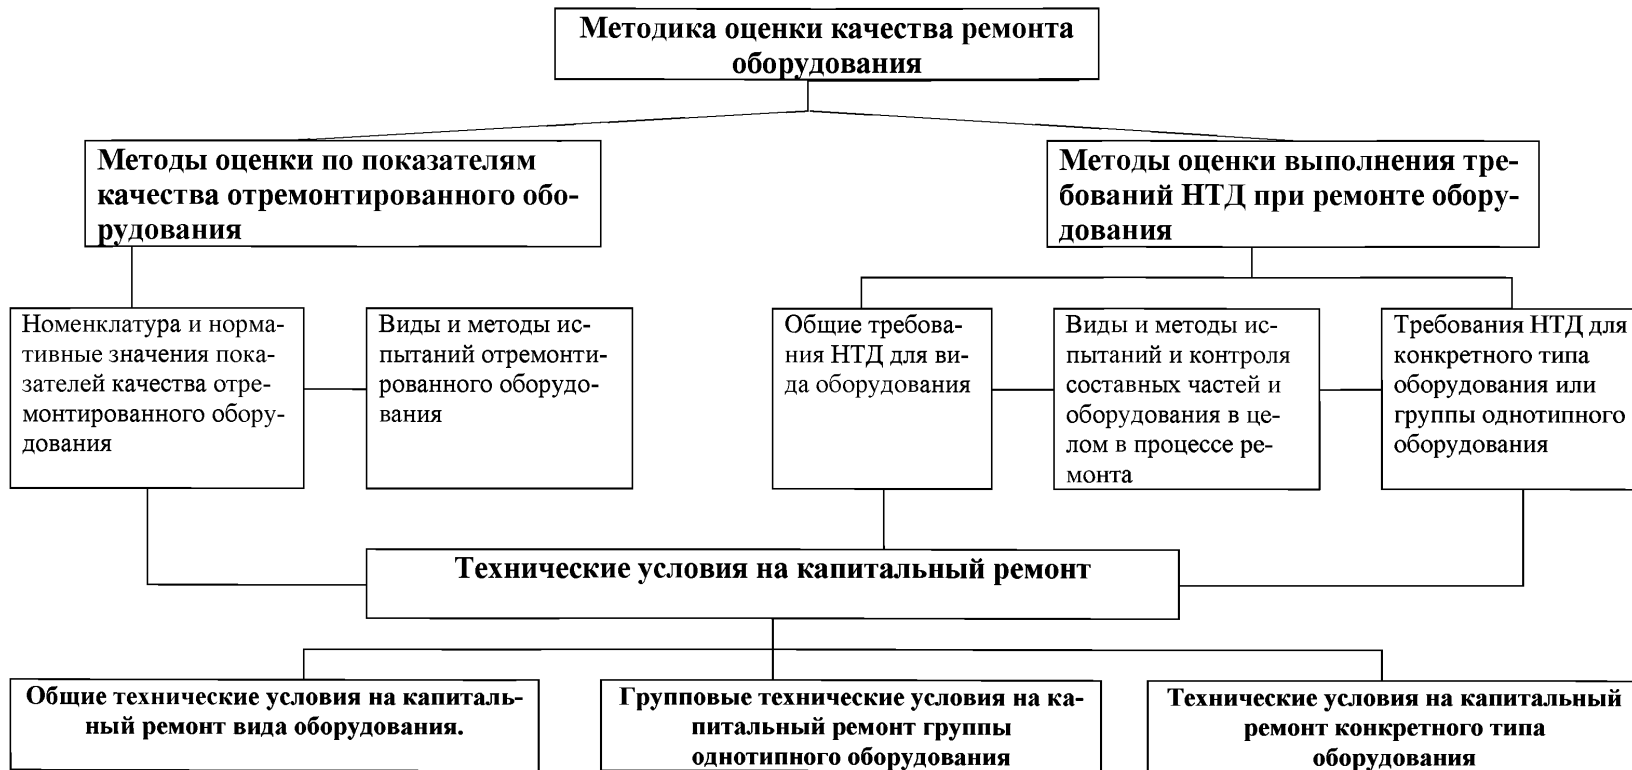 Методика оценки качества ремонта
оборудования
Методы оценки по показателям
качества отремонтированного обо-
рудования
Методы оценки выполнения тре-
бований НТД при ремонте обору-
дования
Номенклатура и норма-
тивные значения пока-
зателей качества отре-
монтированного обору-
дования
Виды и методы ис-
пытаний отремонти-
рованного оборудо-
вания
Общие требова-
ния НТД для ви-
да оборудования
Виды и методы ис-
пытаний и контроля
составных частей и
оборудования в це-
лом в процессе ре-
монта
Требования НТД для
конкретного типа
оборудования или
группы однотипного
оборудования
Технические условия на капитальный ремонт
Общие технические условия на капиталь-
ный ремонт вида оборудования.
Групповые технические условия на ка-
питальный ремонт группы
однотипного оборудования
Технические условия на капитальный
ремонт конкретного типа
оборудования